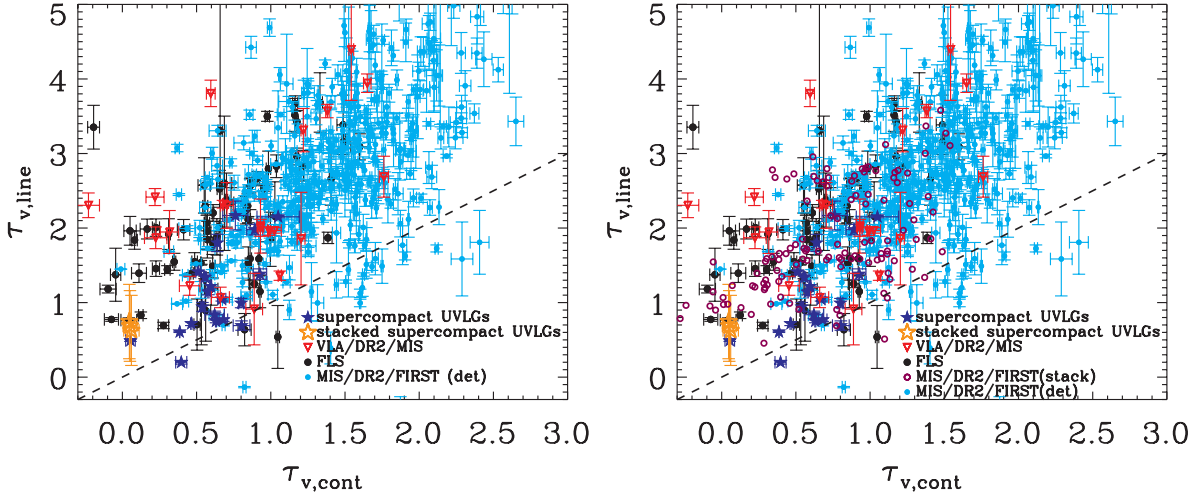 5
4
3
2
1
0
τv,line
0.0 0.5 1.0 1.5 2.0 2.5 3.0
τv,cont
supercompact UVLGs
stacked supercompact UVLGs
VLA/DR2/MIS
FLS
MIS/DR2/FIRST (det)
5
4
3
2
1
0
τv,line
0.0 0.5 1.0 1.5 2.0 2.5 3.0
τv,cont
supercompact UVLGs
stacked supercompact UVLGs
VLA/DR2/MIS
FLS
MIS/DR2/FIRST(stack)
MIS/DR2/FIRST(det)